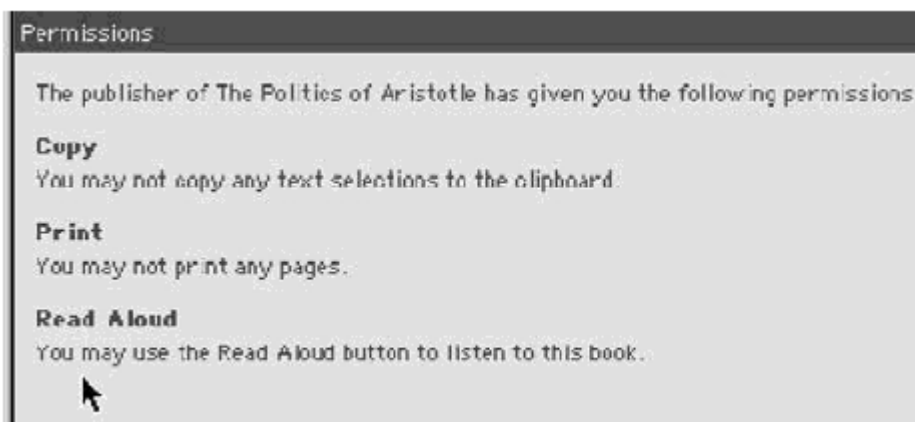 Permissions
The publisher of The Politics of Aristotle has given you the following permissions
Copy
You may not copy any text selections to the clipboard.
Print
You may not print any pages.
Read Aloud
You may use the Read Aloud button to listen to this book.